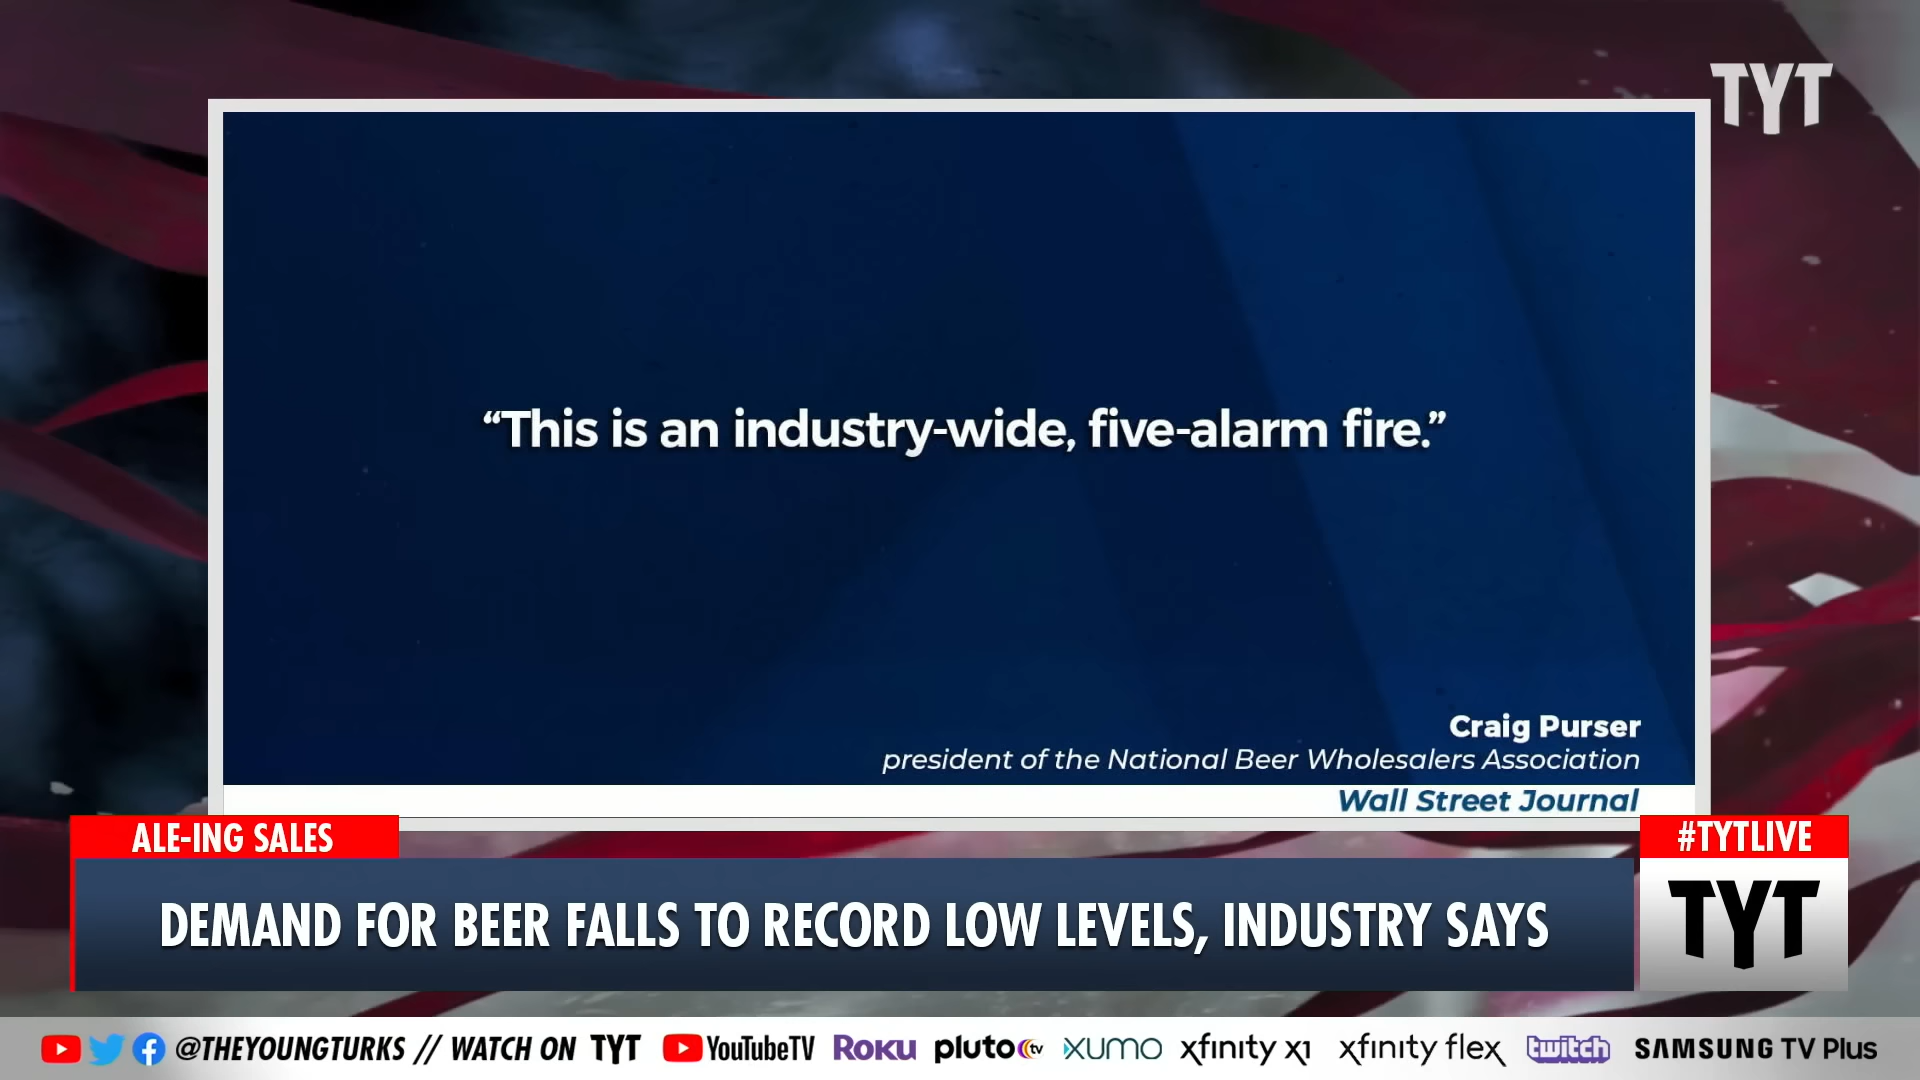 TYT
“This is an industry-wide, five-alarm fire.”
Craig Purser
president of the National Beer Wholesalers Association
Wall Street Journal
ALE-ING SALES
#TYTLIVE
DEMAND FOR BEER FALLS TO RECORD LOW LEVELS, INDUSTRY SAYS
TYT
@THEYOUNGTURKS // WATCH ON TYT YouTubeTV ROKU pluto tv XUMO xfinity x1 xfinity flex twitch SAMSUNG TV Plus